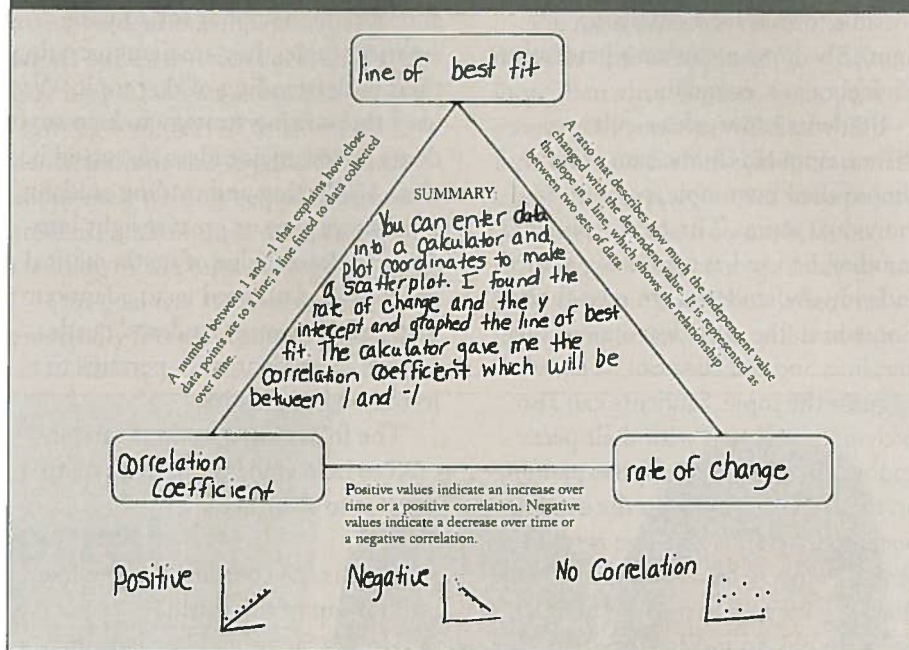 line of best fit
A number between 1 and -1 that explains how close
data points are to being a line fitted to data collected
over time.
A ratio that describes how much the independent value
changed with the dependent value. It is represented as
the slope of a line which shows the relationship
between two sets of data.
SUMMARY:
You can enter data
into a calculator and
plot coordinates to make
a scatterplot. I found the
rate of change and the y
intercept and graphed the line of best
fit. The calculator gave me the
correlation coefficient which will be
between 1 and -1
Correlation
Coefficient
rate of change
Positive values indicate an increase over
time or a positive correlation. Negative
values indicate a decrease over time or
a negative correlation.
Positive
Negative
No Correlation